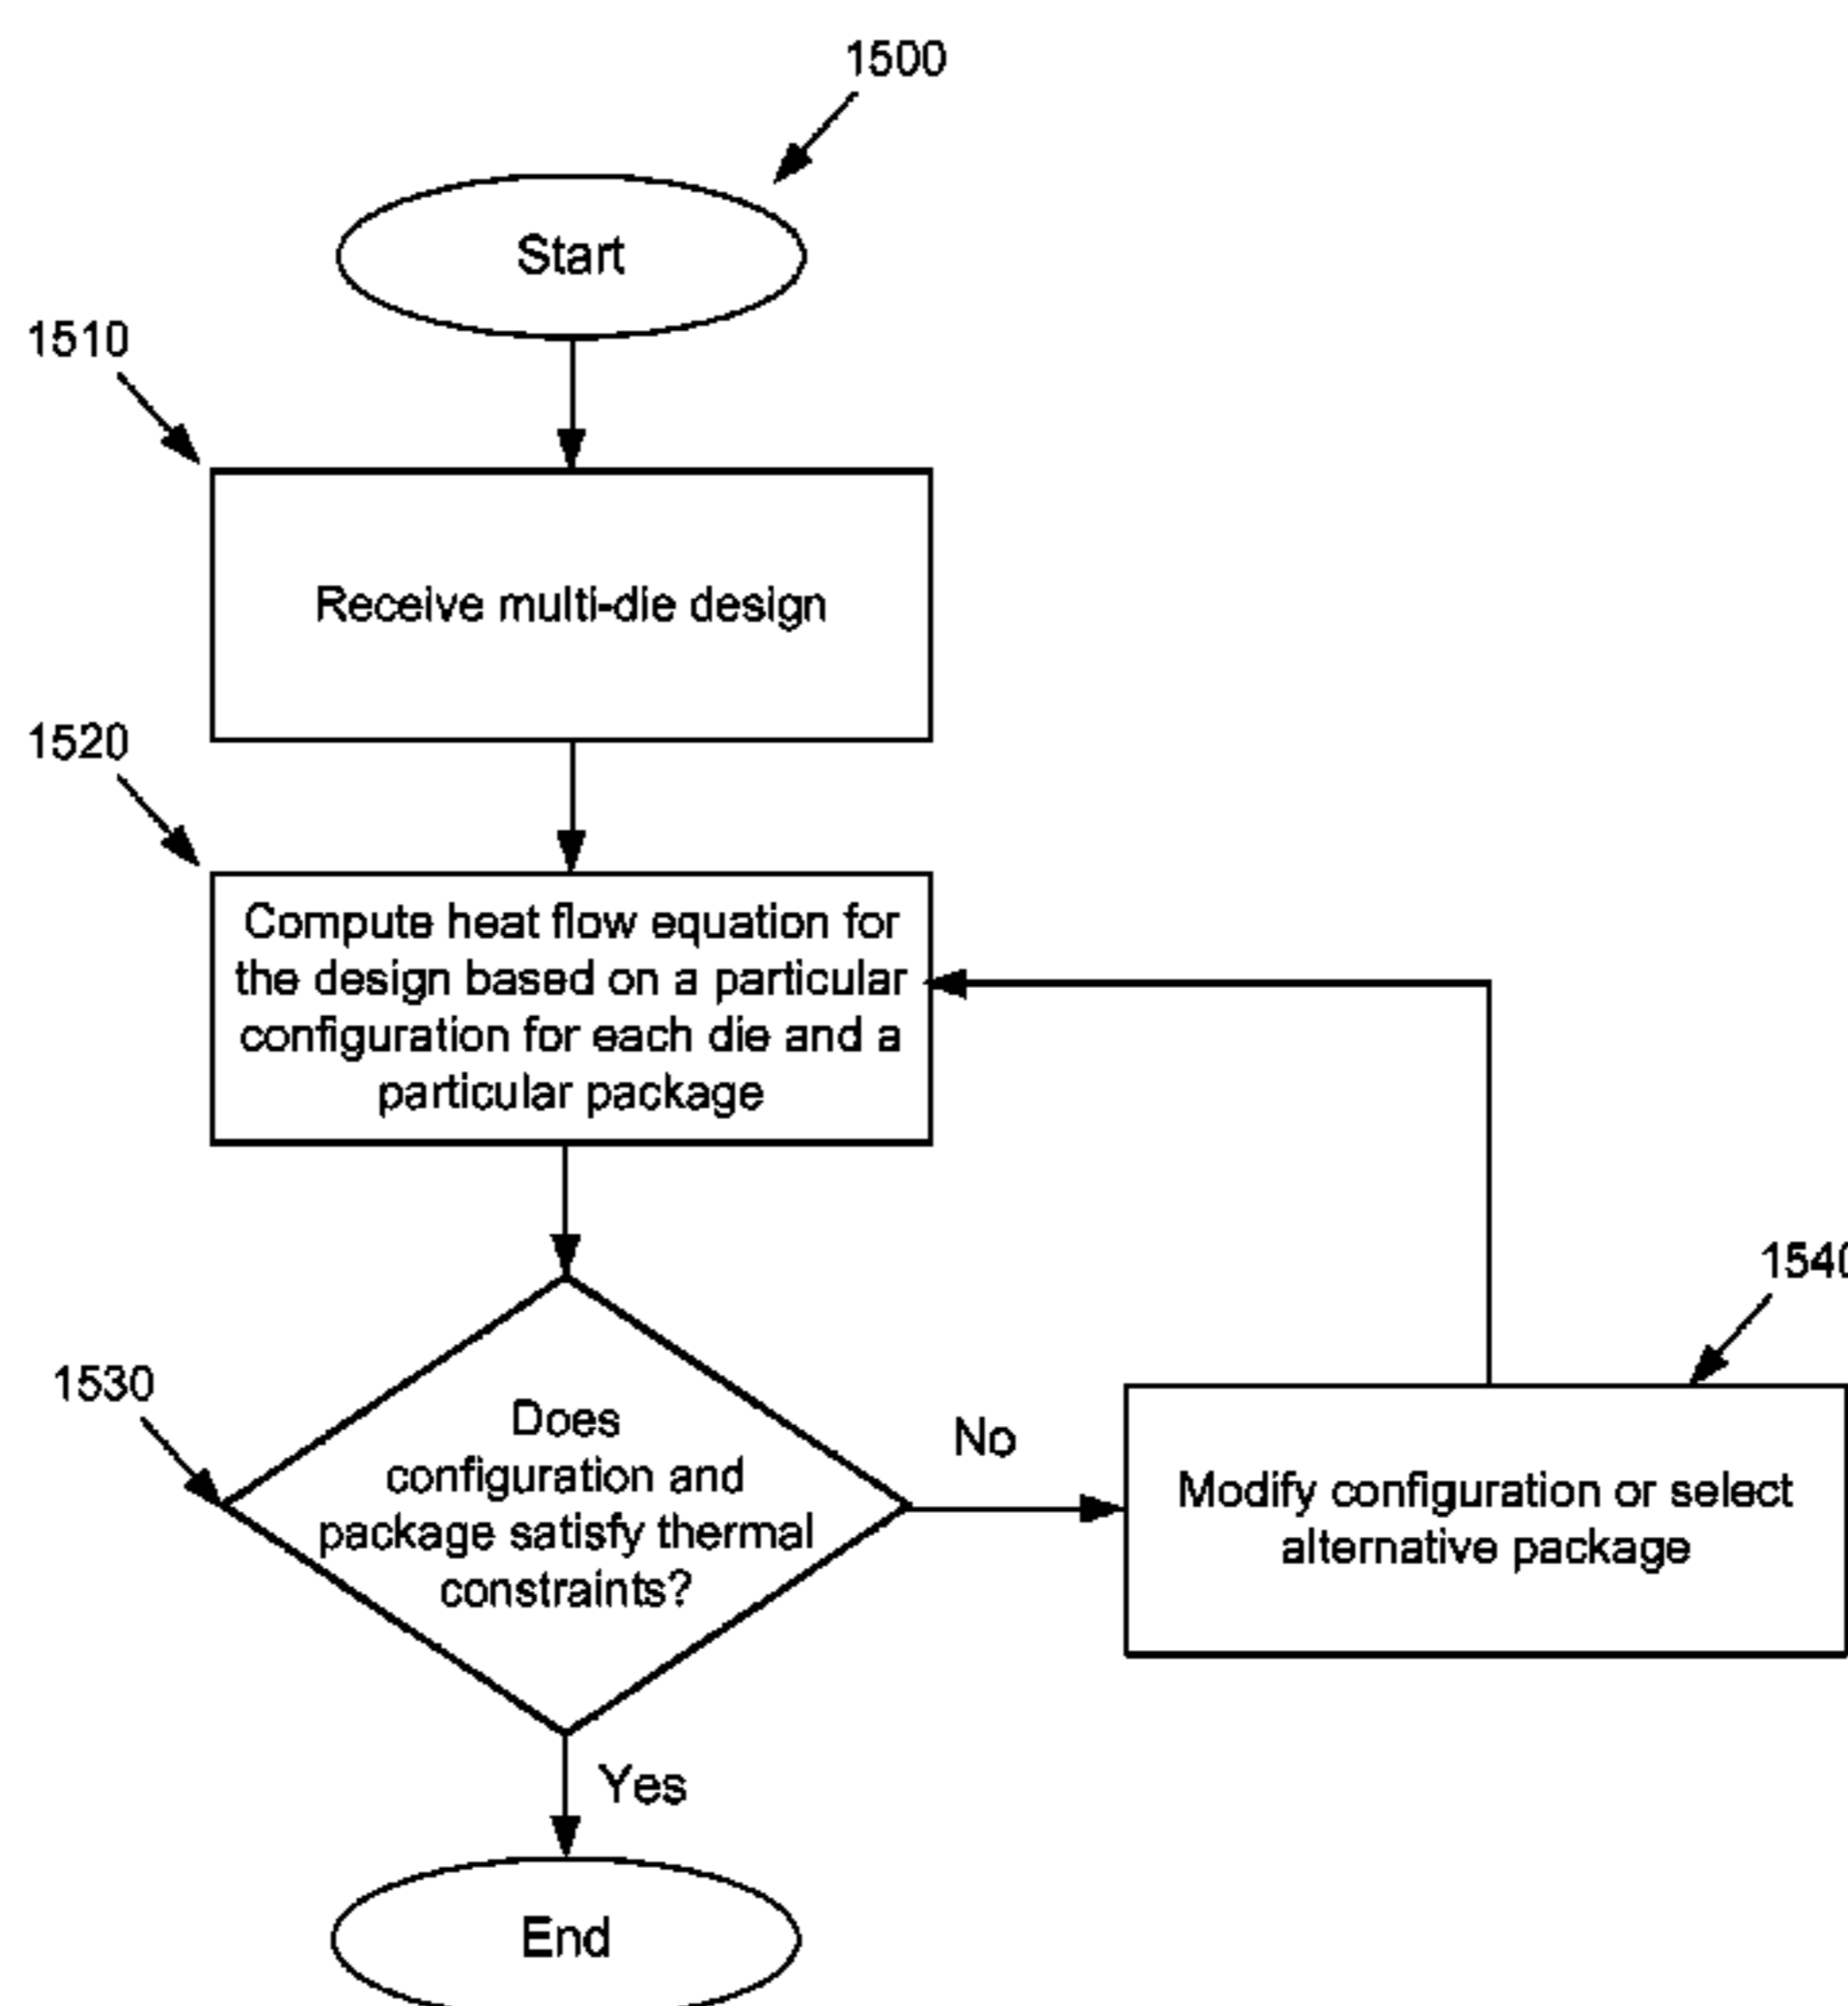 1500
Start
1510
Receive multi-die design
1520
Compute heat flow equation for
the design based on a particular
configuration for each die and a
particular package
1530
Does
configuration and
package satisfy thermal
constraints?
No
1540
Modify configuration or select
alternative package
Yes
End